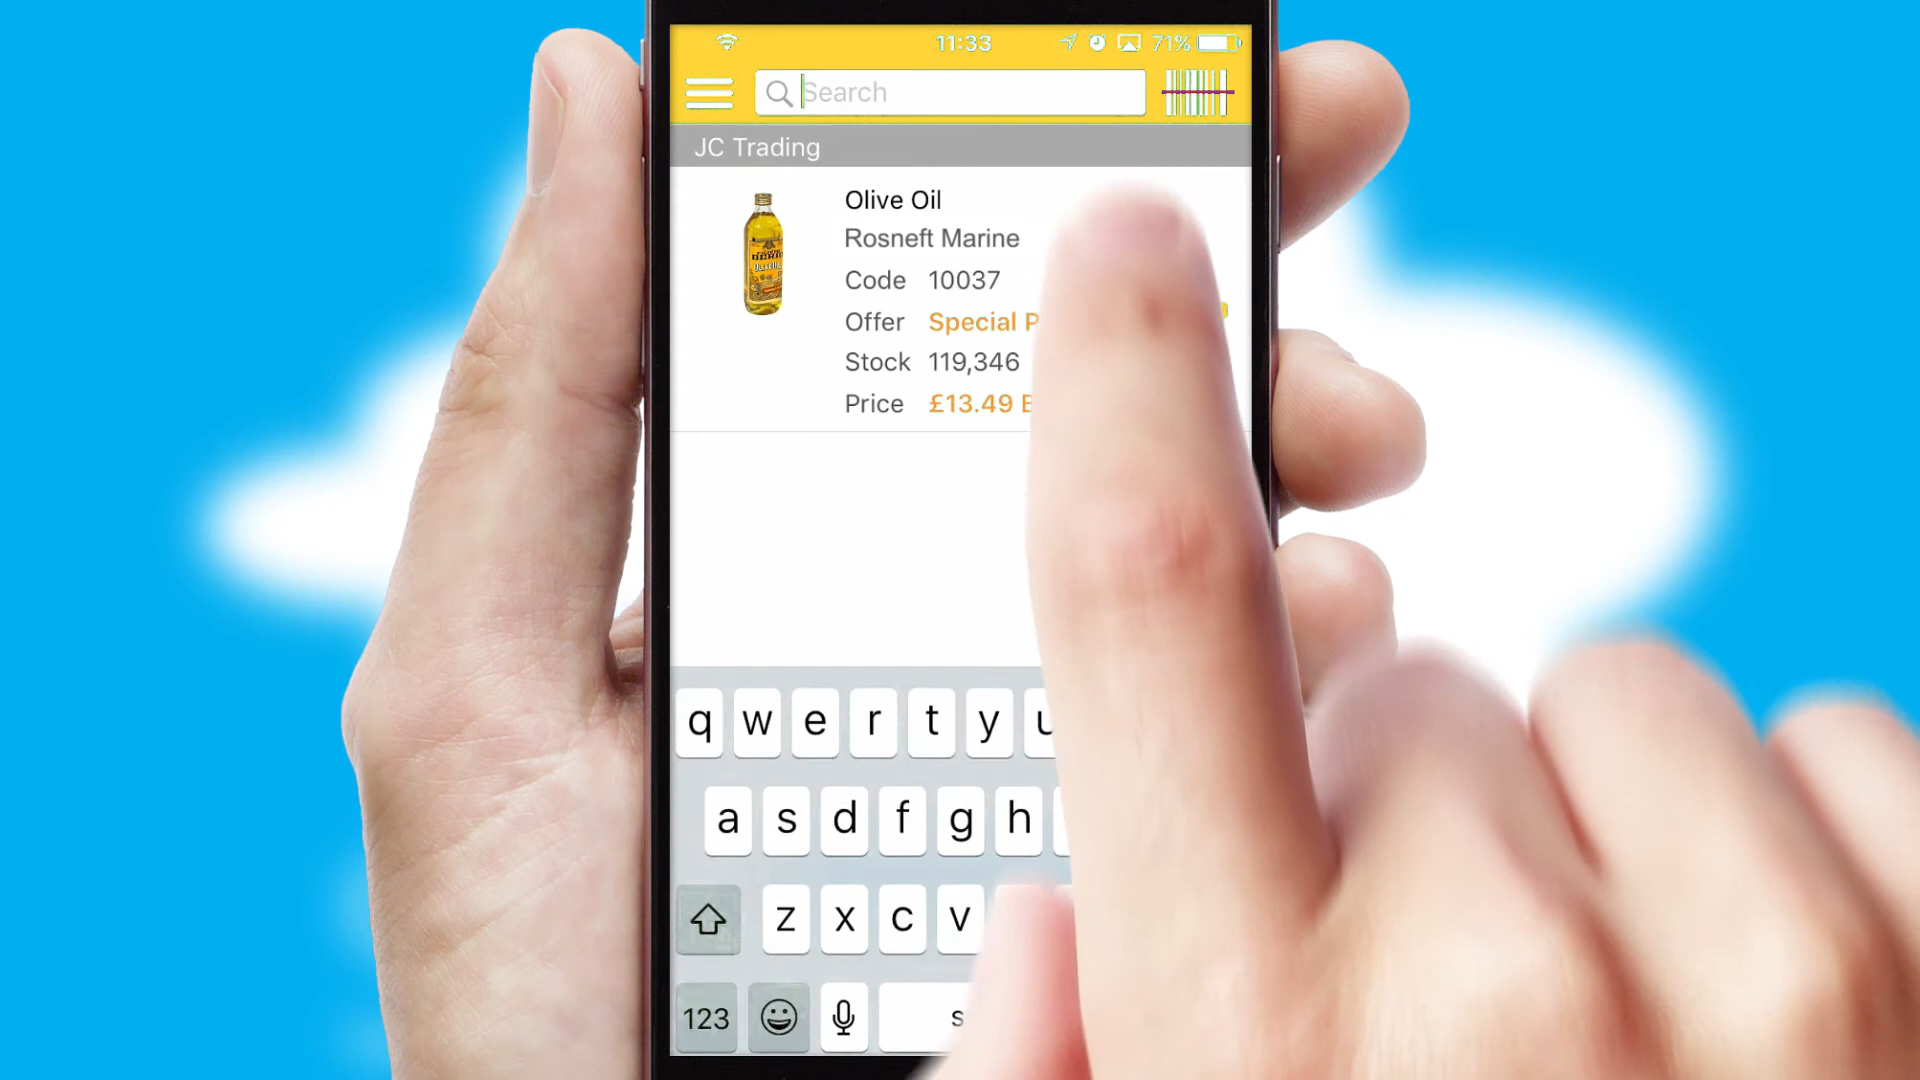 11:33 71%
Search
JC Trading
Olive Oil
Rosneft Marine
Code 10037
Offer Special
Stock 119,346
Price £13.49
q w e r t y u
a s d f g h
z x c v
123